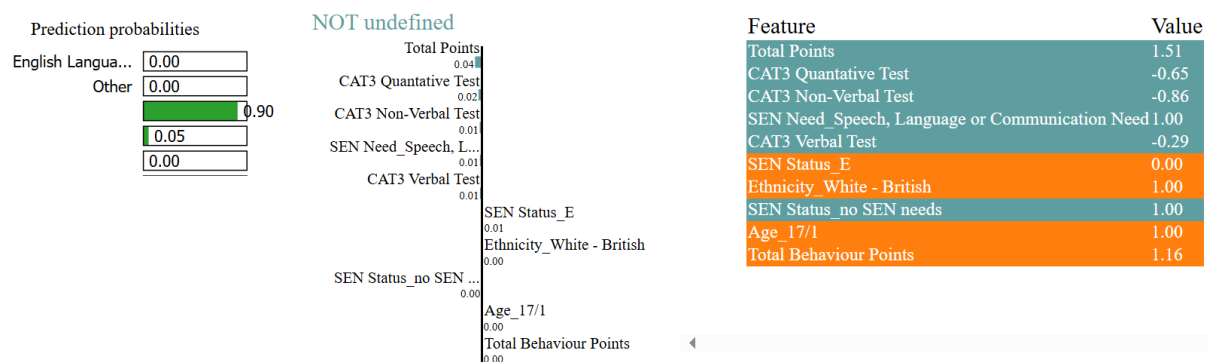 Prediction probabilities
English Langua... 0.00
Other 0.00
0.90
0.05
0.00
NOT undefined
Total Points
0.04
CAT3 Quantative Test
0.02
CAT3 Non-Verbal Test
0.01
SEN Need_Speech, L...
0.01
CAT3 Verbal Test
0.01
SEN Status_E
0.01
Ethnicity_White - British
0.00
SEN Status_no SEN ...
0.00
Age_17/1
0.00
Total Behaviour Points
0.00
Feature Value
Total Points 1.51
CAT3 Quantative Test -0.65
CAT3 Non-Verbal Test -0.86
SEN Need_Speech, Language or Communication Need 1.00
CAT3 Verbal Test -0.29
SEN Status_E 0.00
Ethnicity_White - British 1.00
SEN Status_no SEN needs 1.00
Age_17/1 1.00
Total Behaviour Points 1.16